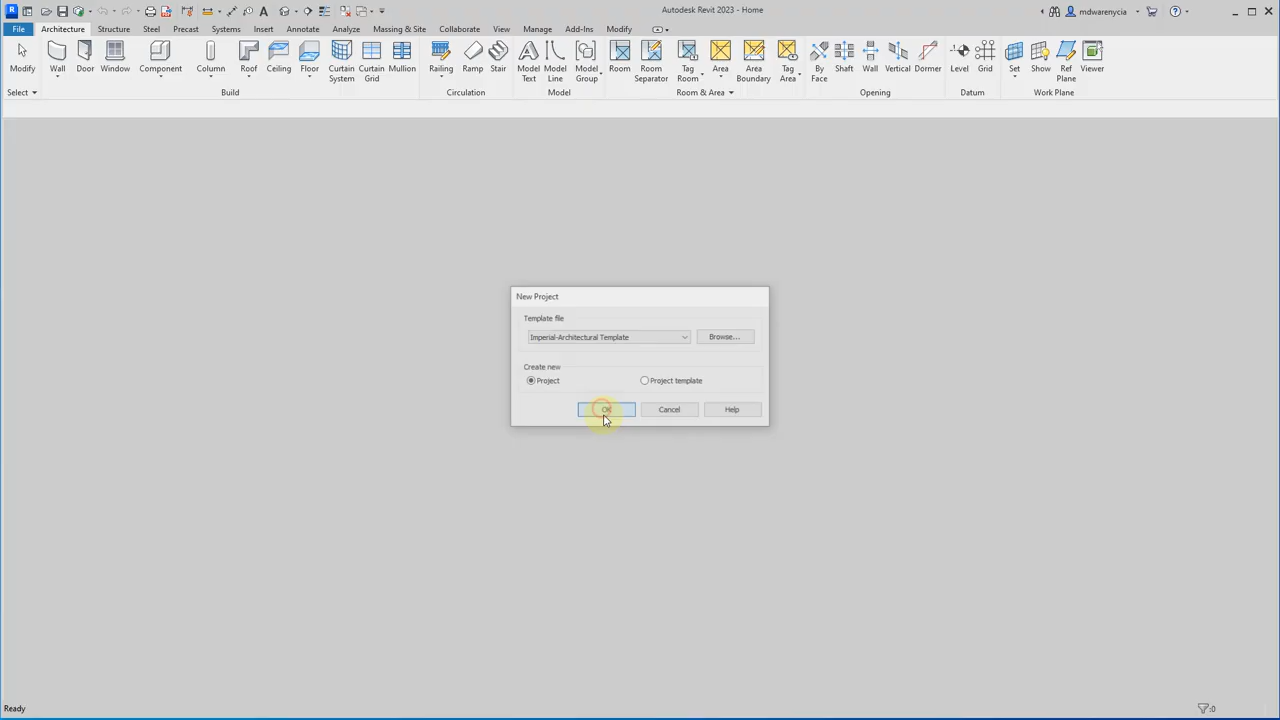 Autodesk Revit 2023 - Home
mdwarenycia
File Architecture Structure Steel Precast Systems Insert Annotate Analyze Massing & Site Collaborate View Manage Add-Ins Modify
Modify Wall Door Window Component Column Roof Ceiling Floor Curtain System Curtain Grid Mullion Railing Ramp Stair Model Text Model Line Model Group Room Room Separator Tag Room Area Area Boundary Tag Area By Face Shaft Wall Vertical Dormer Level Grid Set Show Ref Plane Viewer
Select Build Circulation Model Room & Area Opening Datum Work Plane
New Project
Template file
Imperial-Architectural Template Browse...
Create new
Project Project template
OK Cancel Help
Ready :0